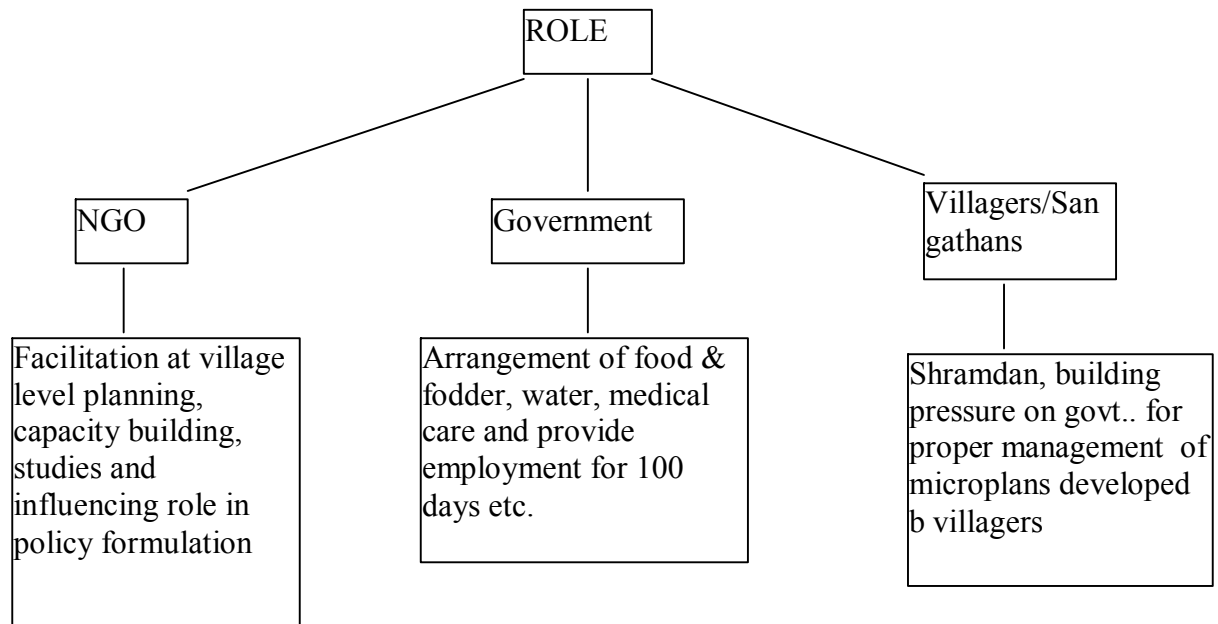 ROLE
NGO
Government
Villagers/San
gathans
Facilitation at village
level planning,
capacity building,
studies and
influencing role in
policy formulation
Arrangement of food &
fodder, water, medical
care and provide
employment for 100
days etc.
Shramdan, building
pressure on govt.. for
proper management  of
microplans developed
b villagers